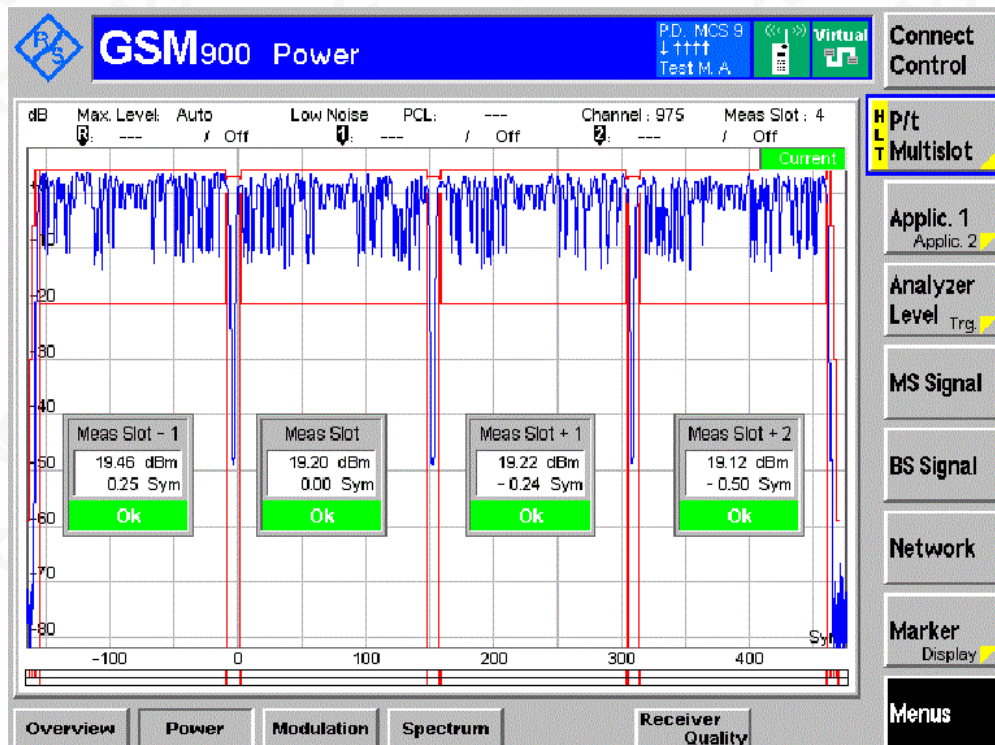 R&S
GSM900 Power
P.D. MCS 9
↓ ↑↑↑↑
Test M. A
Virtual
Connect Control
dB Max. Level: Auto Low Noise PCL: --- Channel : 975 Meas Slot : 4
R: --- / Off 1: --- / Off 2: --- / Off
HLT
P/t Multislot
Current
Applic. 1
Applic. 2
Analyzer Level Trg.
MS Signal
BS Signal
Network
Marker
Display
Menus
-10
-20
-30
-40
-50
-60
-70
-80
Meas Slot - 1
19.46 dBm
0.25 Sym
Ok
Meas Slot
19.20 dBm
0.00 Sym
Ok
Meas Slot + 1
19.22 dBm
- 0.24 Sym
Ok
Meas Slot + 2
19.12 dBm
- 0.50 Sym
Ok
-100 0 100 200 300 400
Overview Power Modulation Spectrum Receiver Quality